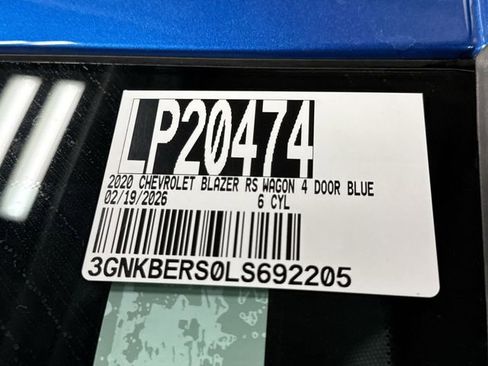 LP20474
2020 CHEVROLET BLAZER RS WAGON 4 DOOR BLUE
02/19/2026 6 CYL
3GNKBERS0LS692205